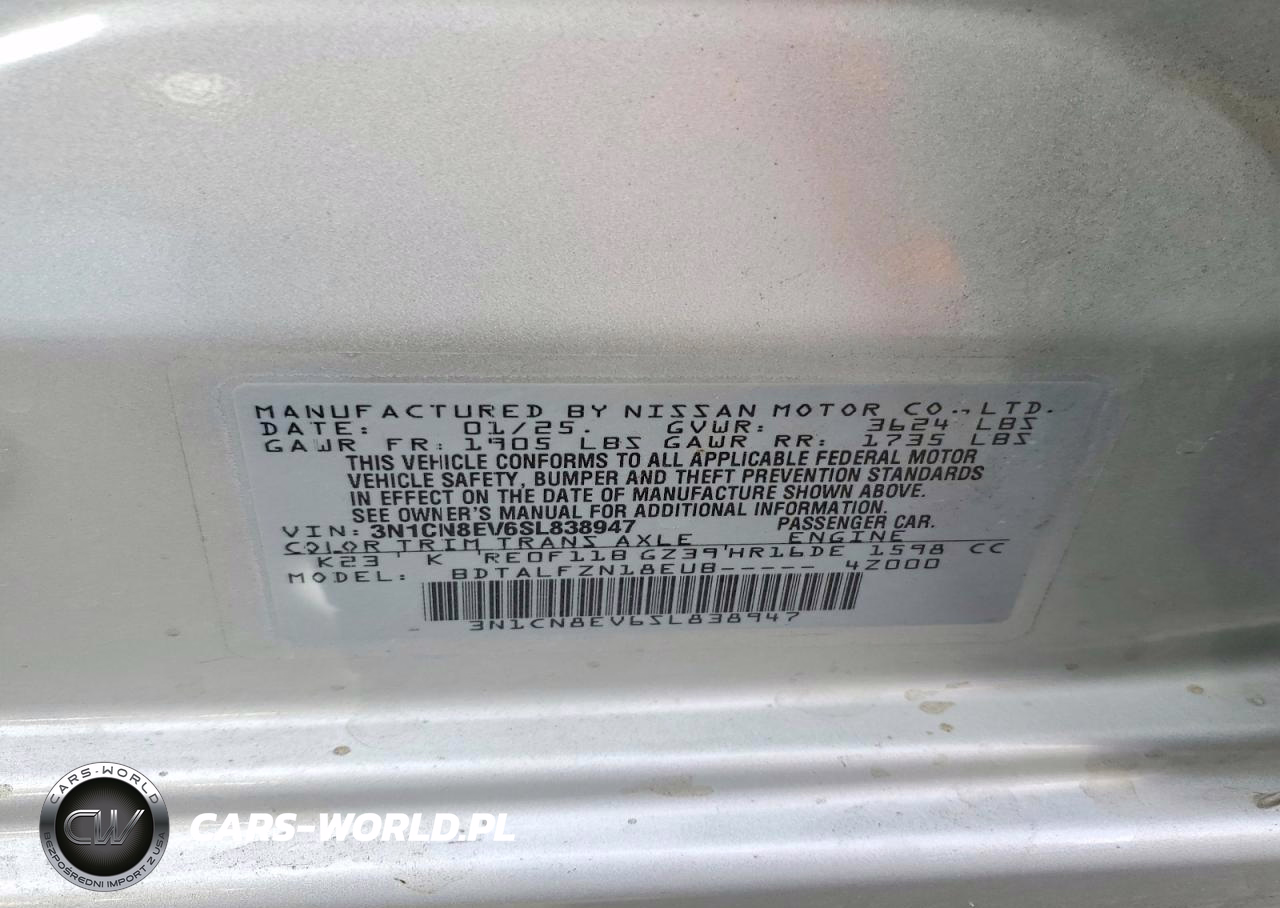 MANUFACTURED BY NISSAN MOTOR CO., LTD.
DATE: 01/25. GVWR: 3624 LBS
GAWR FR: 1905 LBS GAWR RR: 1735 LBS
THIS VEHICLE CONFORMS TO ALL APPLICABLE FEDERAL MOTOR
VEHICLE SAFETY, BUMPER AND THEFT PREVENTION STANDARDS
IN EFFECT ON THE DATE OF MANUFACTURE SHOWN ABOVE.
SEE OWNER'S MANUAL FOR ADDITIONAL INFORMATION.
VIN: 3N1CN8EV6SL838947 PASSENGER CAR.
COLOR TRIM TRANS AXLE ENGINE
K23 K RE0F11B GZ39 HR16DE 1598 CC
MODEL: BDTALFZN18EUB----- 4Z000
3N1CN8EV6SL838947
CARS-WORLD
CW
BEZPOŚREDNI IMPORT Z USA
CARS-WORLD.PL